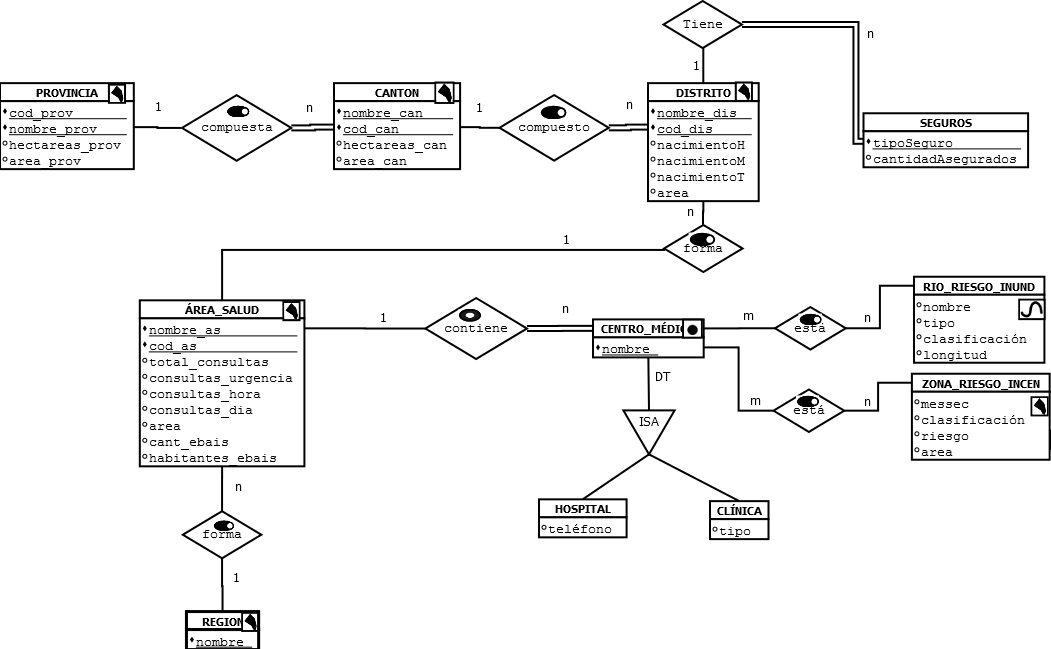 Tiene
n
1
PROVINCIA
cod_prov
nombre_prov
hectareas_prov
area_prov
1
compuesta
n
CANTON
nombre_can
cod_can
hectareas_can
area_can
1
compuesto
n
DISTRITO
nombre_dis
cod_dis
nacimientoH
nacimientoM
nacimientoT
area
SEGUROS
tipoSeguro
cantidadAsegurados
n
1
forma
ÁREA_SALUD
nombre_as
cod_as
total_consultas
consultas_urgencia
consultas_hora
consultas_dia
area
cant_ebais
habitantes_ebais
1
contiene
n
CENTRO_MÉDIC
nombre_
m
está
n
RIO_RIESGO_INUND
nombre
tipo
clasificación
longitud
m
está
n
ZONA_RIESGO_INCEN
messec
clasificación
riesgo
area
DT
ISA
HOSPITAL
teléfono
CLÍNICA
tipo
n
forma
1
REGION
nombre_